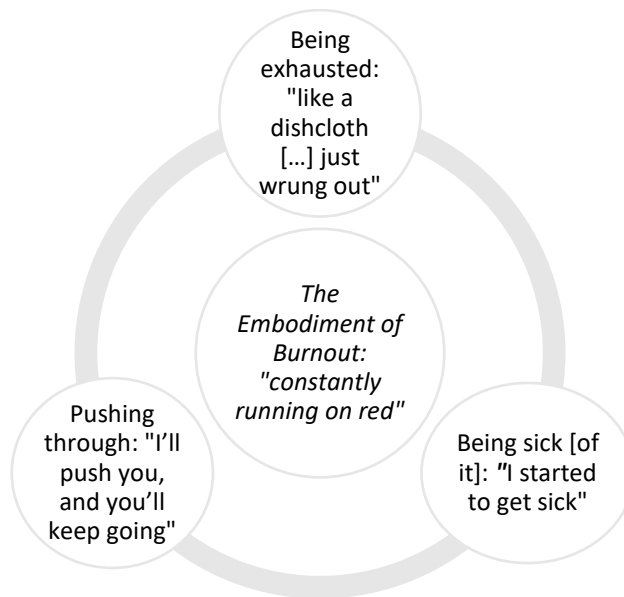 Being
exhausted:
"like a
dishcloth
[…] just
wrung out"
The
Embodiment of
Burnout:
"constantly
running on red"
Pushing
through: "I’ll
push you,
and you’ll
keep going"
Being sick [of
it]: "I started
to get sick"